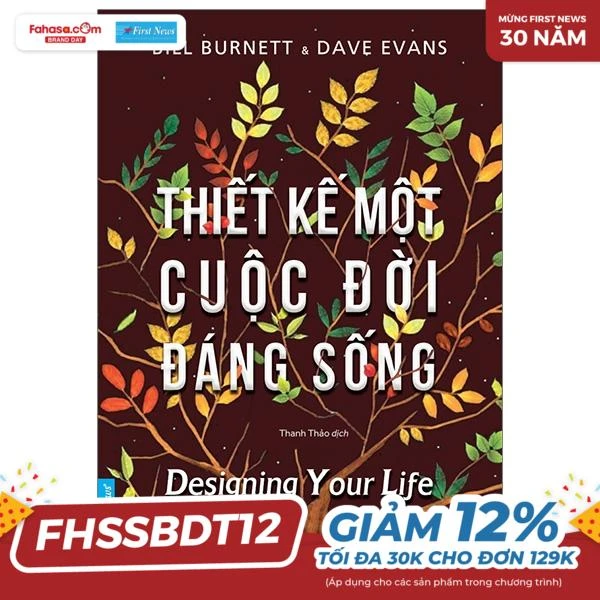 Fahasa.com
BRAND DAY
First News
MỪNG FIRST NEWS
30 NĂM
BILL BURNETT & DAVE EVANS
THIẾT KẾ MỘT
CUỘC ĐỜI
ĐÁNG SỐNG
Thanh Thảo dịch
Designing Your Life
FHSSBDT12
GIẢM 12%
TỐI ĐA 30K CHO ĐƠN 129K
(Áp dụng cho các sản phẩm trong chương trình)